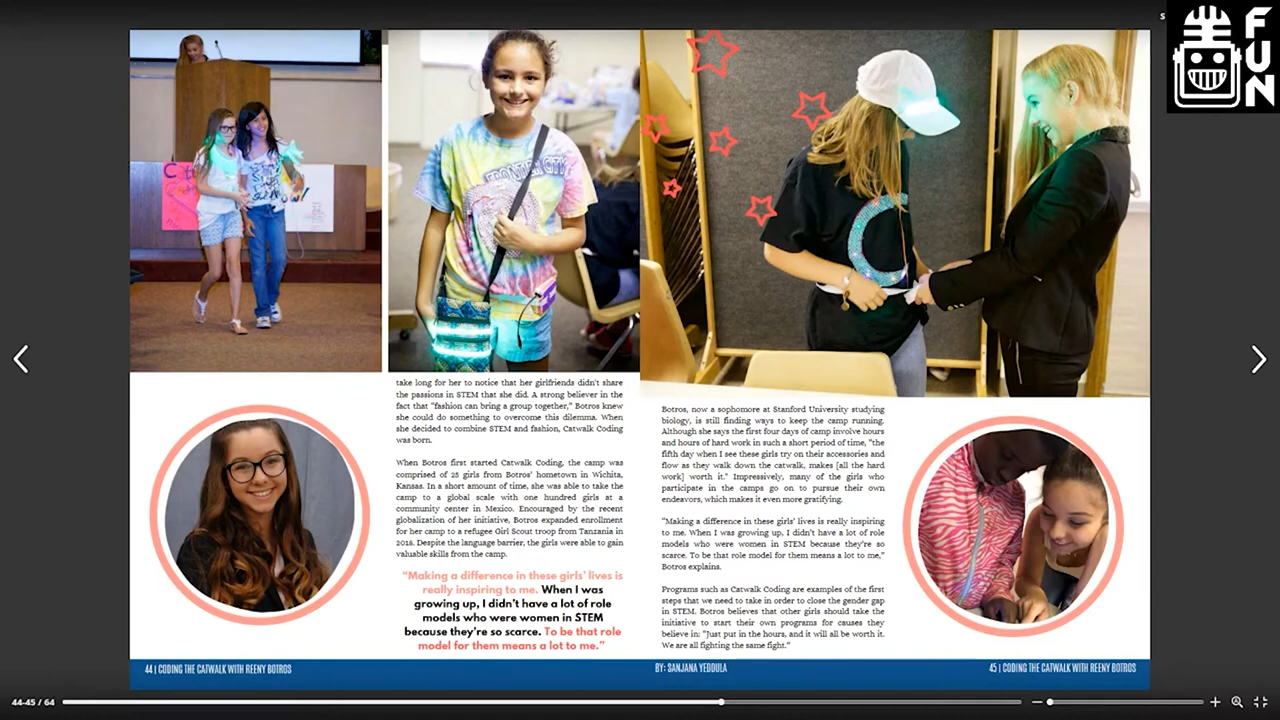 S
FUN
FRONTIER CITY
take long for her to notice that her girlfriends didn't share
the passions in STEM that she did. A strong believer in the
fact that "fashion can bring a group together," Botros knew
she could do something to overcome this dilemma. When
she decided to combine STEM and fashion, Catwalk Coding
was born.
When Botros first started Catwalk Coding, the camp was
comprised of 25 girls from Botros' hometown in Wichita,
Kansas. In a short amount of time, she was able to take the
camp to a global scale with one hundred girls at a
community center in Mexico. Encouraged by the recent
globalization of her initiative, Botros expanded enrollment
for her camp to a refugee Girl Scout troop from Tanzania in
2018. Despite the language barrier, the girls were able to gain
valuable skills from the camp.
"Making a difference in these girls' lives is
really inspiring to me. When I was
growing up, I didn't have a lot of role
models who were women in STEM
because they're so scarce. To be that role
model for them means a lot to me."
Botros, now a sophomore at Stanford University studying
biology, is still finding ways to keep the camp running.
Although she says the first four days of camp involve hours
and hours of hard work in such a short period of time, "the
fifth day when I see these girls try on their accessories and
flow as they walk down the catwalk, makes [all the hard
work] worth it." Impressively, many of the girls who
participate in the camps go on to pursue their own
endeavors, which makes it even more gratifying.
"Making a difference in these girls' lives is really inspiring
to me. When I was growing up, I didn't have a lot of role
models who were women in STEM because they're so
scarce. To be that role model for them means a lot to me,"
Botros explains.
Programs such as Catwalk Coding are examples of the first
steps that we need to take in order to close the gender gap
in STEM. Botros believes that other girls should take the
initiative to start their own programs for causes they
believe in: "Just put in the hours, and it will all be worth it.
We are all fighting the same fight."
44 | CODING THE CATWALK WITH REENY BOTROS
BY: SANJANA YEDDULA
45 | CODING THE CATWALK WITH REENY BOTROS
44-45 / 64